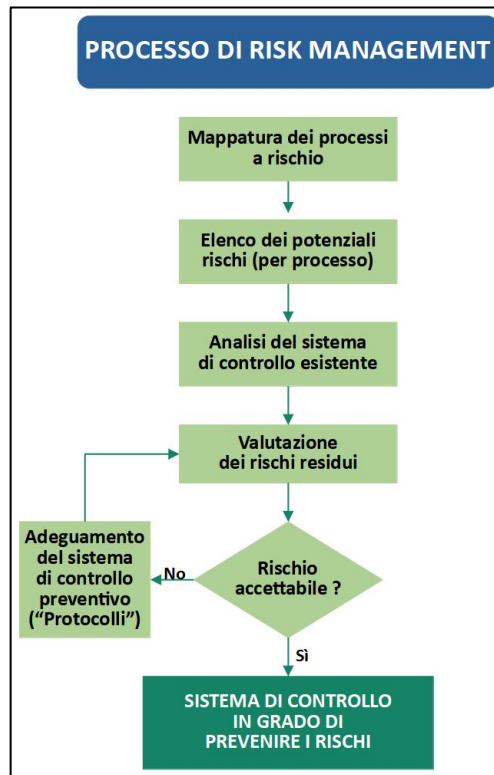 PROCESSO DI RISK MANAGEMENT
Mappatura dei processi
a rischio
Elenco dei potenziali
rischi (per processo)
Analisi del sistema
di controllo esistente
Valutazione
dei rischi residui
Adeguamento
del sistema
di controllo
preventivo
(“Protocolli”)
No
Rischio
accettabile ?
Sì
SISTEMA DI CONTROLLO
IN GRADO DI
PREVENIRE I RISCHI